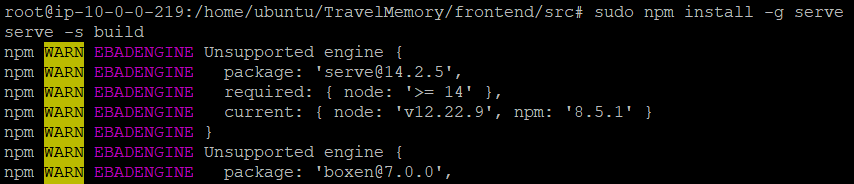 root@ip-10-0-0-219:/home/ubuntu/TravelMemory/frontend/src# sudo npm install -g serve
serve -s build
npm WARN EBADENGINE Unsupported engine {
npm WARN EBADENGINE   package: 'serve@14.2.5',
npm WARN EBADENGINE   required: { node: '>= 14' },
npm WARN EBADENGINE   current: { node: 'v12.22.9', npm: '8.5.1' }
npm WARN EBADENGINE }
npm WARN EBADENGINE Unsupported engine {
npm WARN EBADENGINE   package: 'boxen@7.0.0',